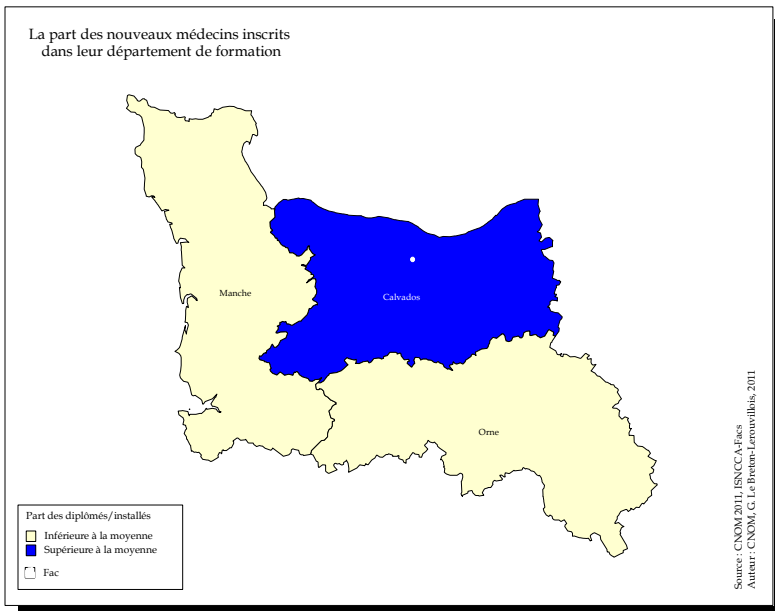 La part des nouveaux médecins inscrits
dans leur département de formation
Manche
Calvados
Orne
Part des diplômés/installés
Inférieure à la moyenne
Supérieure à la moyenne
Fac
Source : CNOM 2011, ISNCCA-Facs
Auteur : CNOM, G. Le Breton-Lerouvillois, 2011